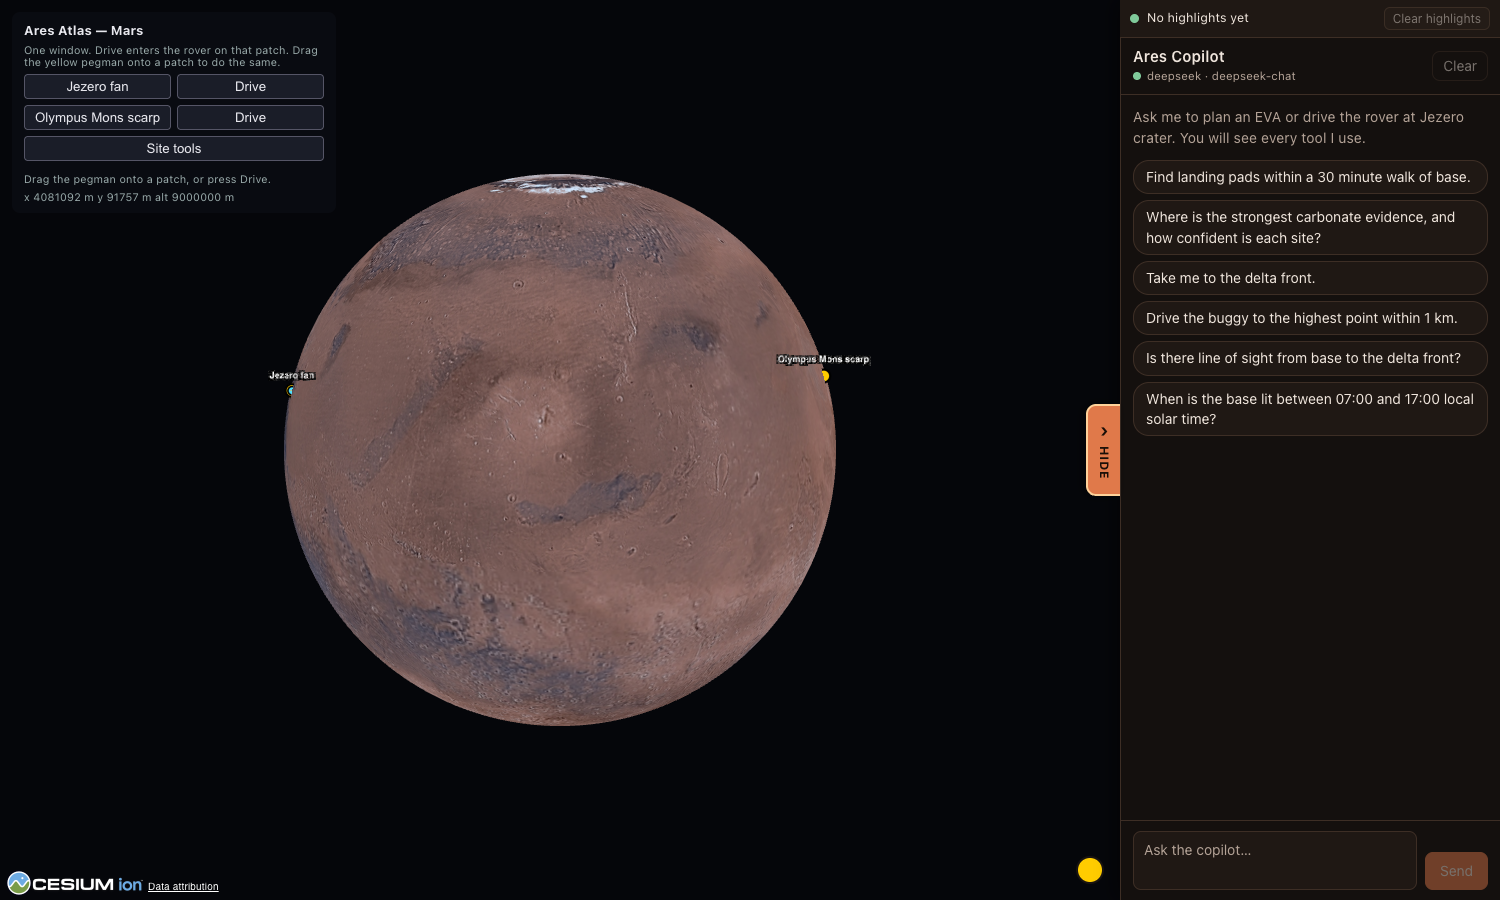 Ares Atlas — Mars
One window. Drive enters the rover on that patch. Drag
the yellow pegman onto a patch to do the same.
Jezero fan
Drive
Olympus Mons scarp
Drive
Site tools
Drag the pegman onto a patch, or press Drive.
x 4081092 m y 91757 m alt 9000000 m
Jezero fan
Olympus Mons scarp
CESIUM ion
Data attribution
HIDE
No highlights yet
Clear highlights
Ares Copilot
deepseek · deepseek-chat
Clear
Ask me to plan an EVA or drive the rover at Jezero
crater. You will see every tool I use.
Find landing pads within a 30 minute walk of base.
Where is the strongest carbonate evidence, and
how confident is each site?
Take me to the delta front.
Drive the buggy to the highest point within 1 km.
Is there line of sight from base to the delta front?
When is the base lit between 07:00 and 17:00 local
solar time?
Ask the copilot…
Send